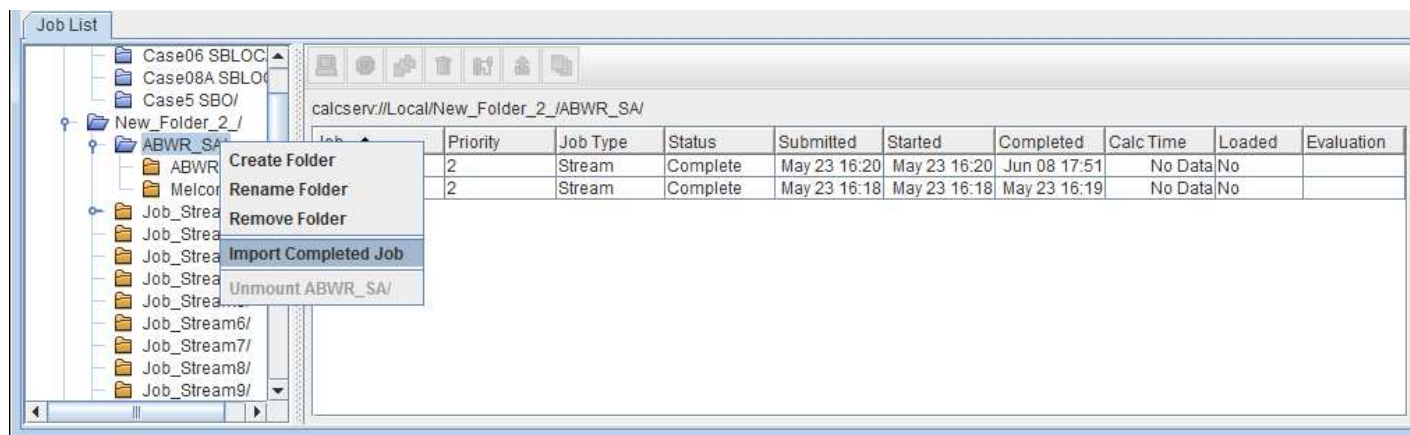 Job List
Case06 SBLOC
Case08A SBLO
Case5 SBO/
New_Folder_2_/
ABWR_SA
ABWR
Melcor
Job_Strea
Job_Strea
Job_Strea
Job_Strea
Job_Strea
Job_Stream6/
Job_Stream7/
Job_Stream8/
Job_Stream9/
Create Folder
Rename Folder
Remove Folder
Import Completed Job
Unmount ABWR_SA/
calcserv://Local/New_Folder_2_/ABWR_SA/
Job Priority Job Type Status Submitted Started Completed Calc Time Loaded Evaluation
2 Stream Complete May 23 16:20 May 23 16:20 Jun 08 17:51 No Data No
2 Stream Complete May 23 16:18 May 23 16:18 May 23 16:19 No Data No